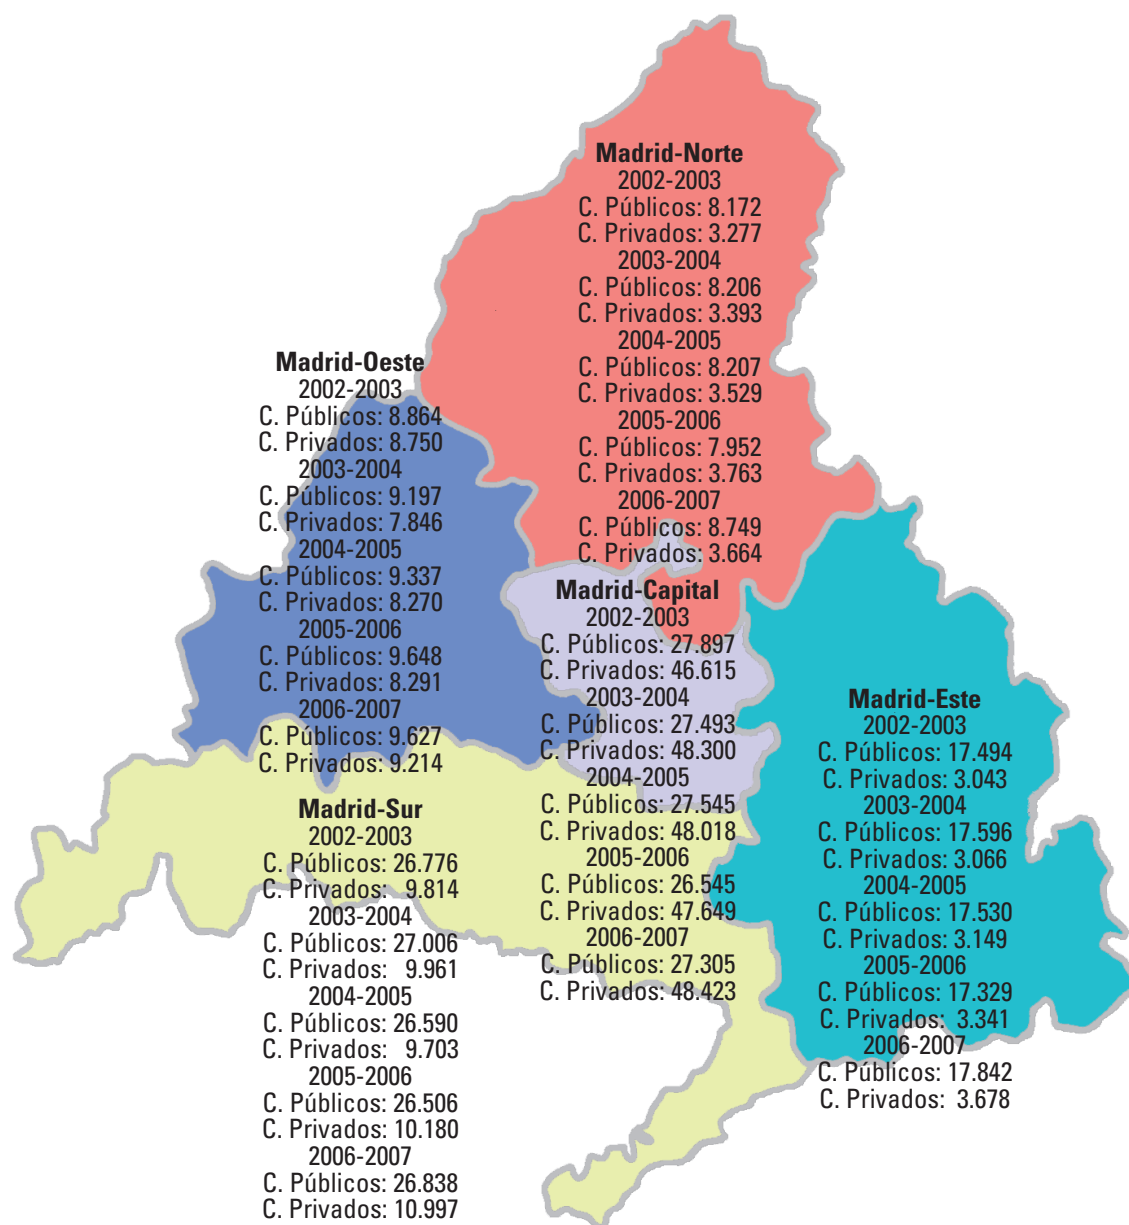 Madrid-Norte
2002-2003
C. Públicos: 8.172
C. Privados: 3.277
2003-2004
C. Públicos: 8.206
C. Privados: 3.393
2004-2005
C. Públicos: 8.207
C. Privados: 3.529
2005-2006
C. Públicos: 7.952
C. Privados: 3.763
2006-2007
C. Públicos: 8.749
C. Privados: 3.664
Madrid-Oeste
2002-2003
C. Públicos: 8.864
C. Privados: 8.750
2003-2004
C. Públicos: 9.197
C. Privados: 7.846
2004-2005
C. Públicos: 9.337
C. Privados: 8.270
2005-2006
C. Públicos: 9.648
C. Privados: 8.291
2006-2007
C. Públicos: 9.627
C. Privados: 9.214
Madrid-Capital
2002-2003
C. Públicos: 27.897
C. Privados: 46.615
2003-2004
C. Públicos: 27.493
C. Privados: 48.300
2004-2005
C. Públicos: 27.545
C. Privados: 48.018
2005-2006
C. Públicos: 26.545
C. Privados: 47.649
2006-2007
C. Públicos: 27.305
C. Privados: 48.423
Madrid-Este
2002-2003
C. Públicos: 17.494
C. Privados: 3.043
2003-2004
C. Públicos: 17.596
C. Privados: 3.066
2004-2005
C. Públicos: 17.530
C. Privados: 3.149
2005-2006
C. Públicos: 17.329
C. Privados: 3.341
2006-2007
C. Públicos: 17.842
C. Privados: 3.678
Madrid-Sur
2002-2003
C. Públicos: 26.776
C. Privados: 9.814
2003-2004
C. Públicos: 27.006
C. Privados: 9.961
2004-2005
C. Públicos: 26.590
C. Privados: 9.703
2005-2006
C. Públicos: 26.506
C. Privados: 10.180
2006-2007
C. Públicos: 26.838
C. Privados: 10.997